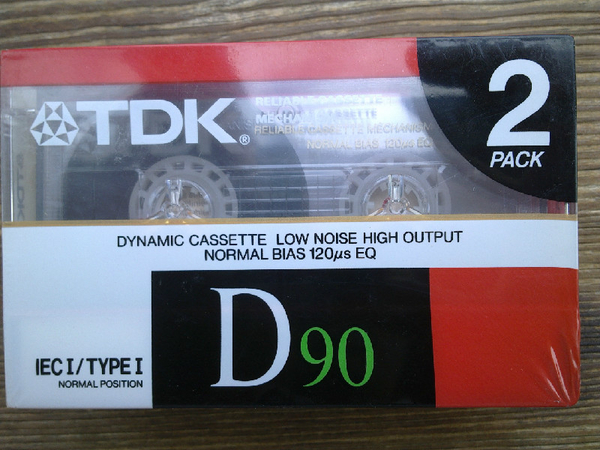 TDK®
RELIABLE CASSETTE MECHANISM
NORMAL BIAS 120μs EQ
2
PACK
DYNAMIC CASSETTE LOW NOISE HIGH OUTPUT
NORMAL BIAS 120μs EQ
D90
IEC I/TYPE I
NORMAL POSITION